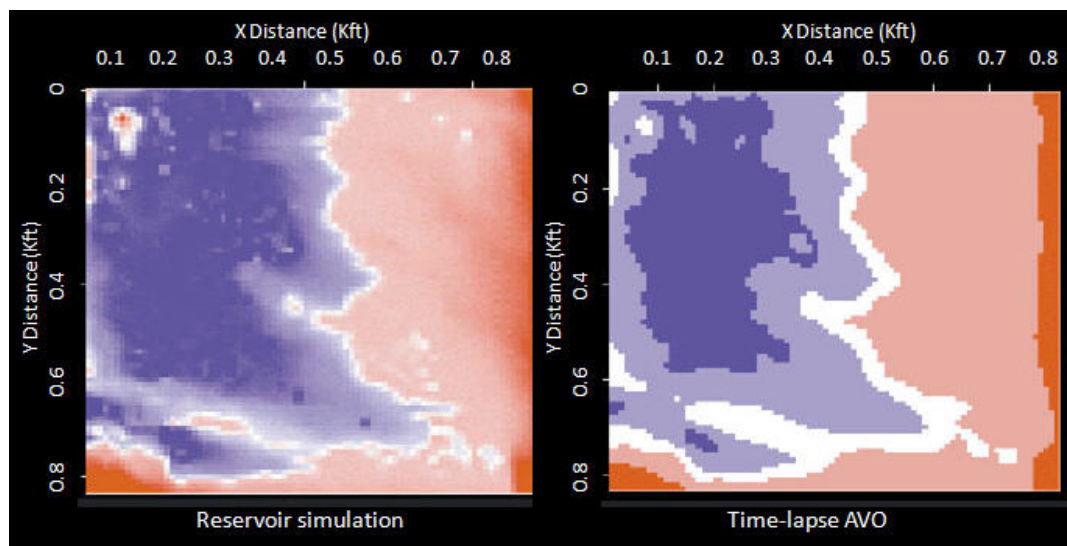 X Distance (Kft)
0.1 0.2 0.3 0.4 0.5 0.6 0.7 0.8
Y Distance (Kft)
0
0.2
0.4
0.6
0.8
Reservoir simulation
X Distance (Kft)
0.1 0.2 0.3 0.4 0.5 0.6 0.7 0.8
Y Distance (Kft)
0
0.2
0.4
0.6
0.8
Time-lapse AVO